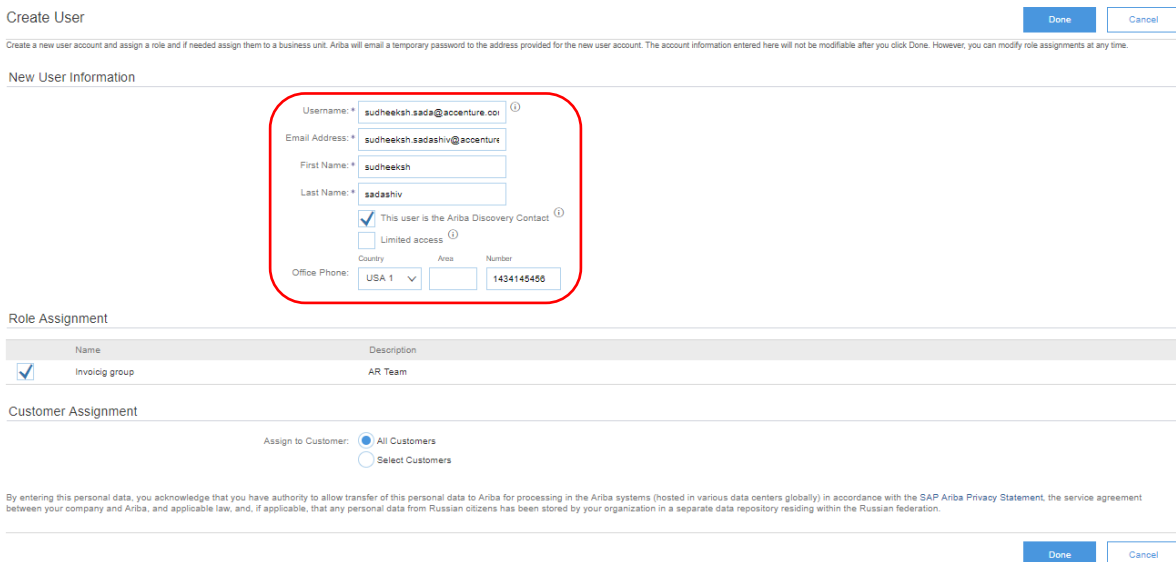 Create User
Done
Cancel
Create a new user account and assign a role and if needed assign them to a business unit. Ariba will email a temporary password to the address provided for the new user account. The account information entered here will not be modifiable after you click Done. However, you can modify role assignments at any time.
New User Information
Username: * sudheeksh.sada@accenture.co
Email Address: * sudheeksh.sadashiv@accenture
First Name: * sudheeksh
Last Name: * sadashiv
This user is the Ariba Discovery Contact
Limited access
Country Area Number
Office Phone: USA 1 1434145456
Role Assignment
Name Description
Invoicig group AR Team
Customer Assignment
Assign to Customer: All Customers
Select Customers
By entering this personal data, you acknowledge that you have authority to allow transfer of this personal data to Ariba for processing in the Ariba systems (hosted in various data centers globally) in accordance with the SAP Ariba Privacy Statement, the service agreement
between your company and Ariba, and applicable law, and, if applicable, that any personal data from Russian citizens has been stored by your organization in a separate data repository residing within the Russian federation.
Done
Cancel